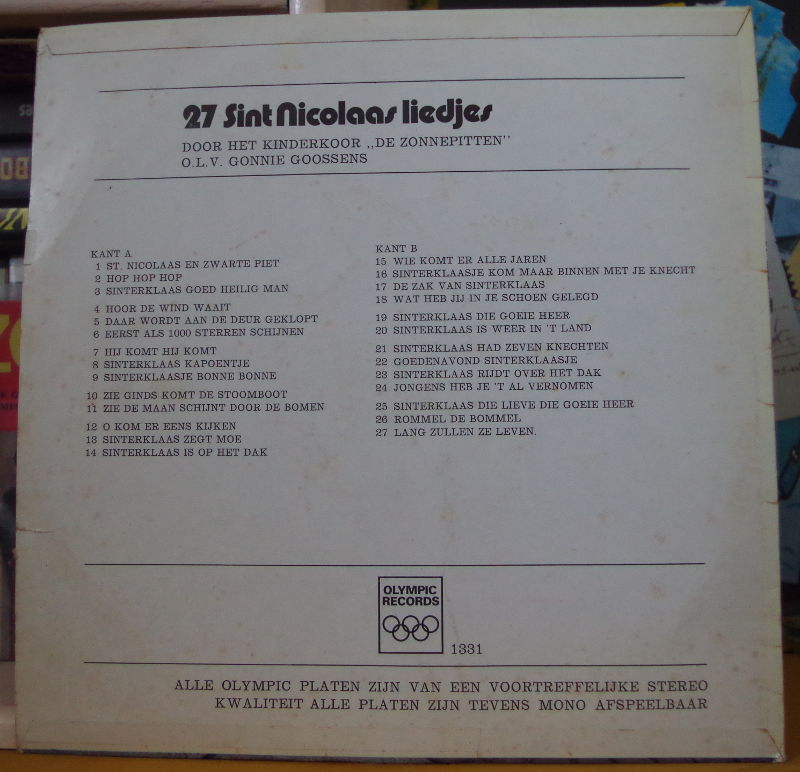 27 Sint Nicolaas liedjes
DOOR HET KINDERKOOR ,,DE ZONNEPITTEN''
O.L.V. GONNIE GOOSSENS
KANT A
1 ST. NICOLAAS EN ZWARTE PIET
2 HOP HOP HOP
3 SINTERKLAAS GOED HEILIG MAN
4 HOOR DE WIND WAAIT
5 DAAR WORDT AAN DE DEUR GEKLOPT
6 EERST ALS 1000 STERREN SCHIJNEN
7 HIJ KOMT HIJ KOMT
8 SINTERKLAAS KAPOENTJE
9 SINTERKLAASJE BONNE BONNE
10 ZIE GINDS KOMT DE STOOMBOOT
11 ZIE DE MAAN SCHIJNT DOOR DE BOMEN
12 O KOM ER EENS KIJKEN
13 SINTERKLAAS ZEGT MOE
14 SINTERKLAAS IS OP HET DAK
KANT B
15 WIE KOMT ER ALLE JAREN
16 SINTERKLAASJE KOM MAAR BINNEN MET JE KNECHT
17 DE ZAK VAN SINTERKLAAS
18 WAT HEB JIJ IN JE SCHOEN GELEGD
19 SINTERKLAAS DIE GOEIE HEER
20 SINTERKLAAS IS WEER IN 'T LAND
21 SINTERKLAAS HAD ZEVEN KNECHTEN
22 GOEDENAVOND SINTERKLAASJE
23 SINTERKLAAS RIJDT OVER HET DAK
24 JONGENS HEB JE 'T AL VERNOMEN
25 SINTERKLAAS DIE LIEVE DIE GOEIE HEER
26 ROMMEL DE BOMMEL
27 LANG ZULLEN ZE LEVEN.
OLYMPIC
RECORDS
1331
ALLE OLYMPIC PLATEN ZIJN VAN EEN VOORTREFFELIJKE STEREO
KWALITEIT ALLE PLATEN ZIJN TEVENS MONO AFSPEELBAAR